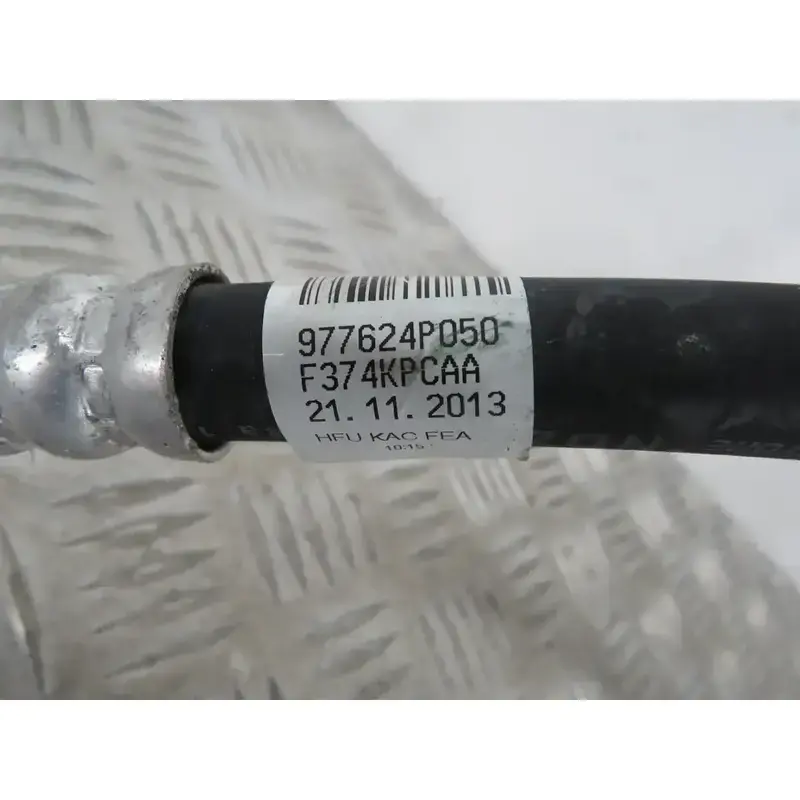 977624P050
F374KPCAA
21.11.2013
HFU KAC FEA
10:15